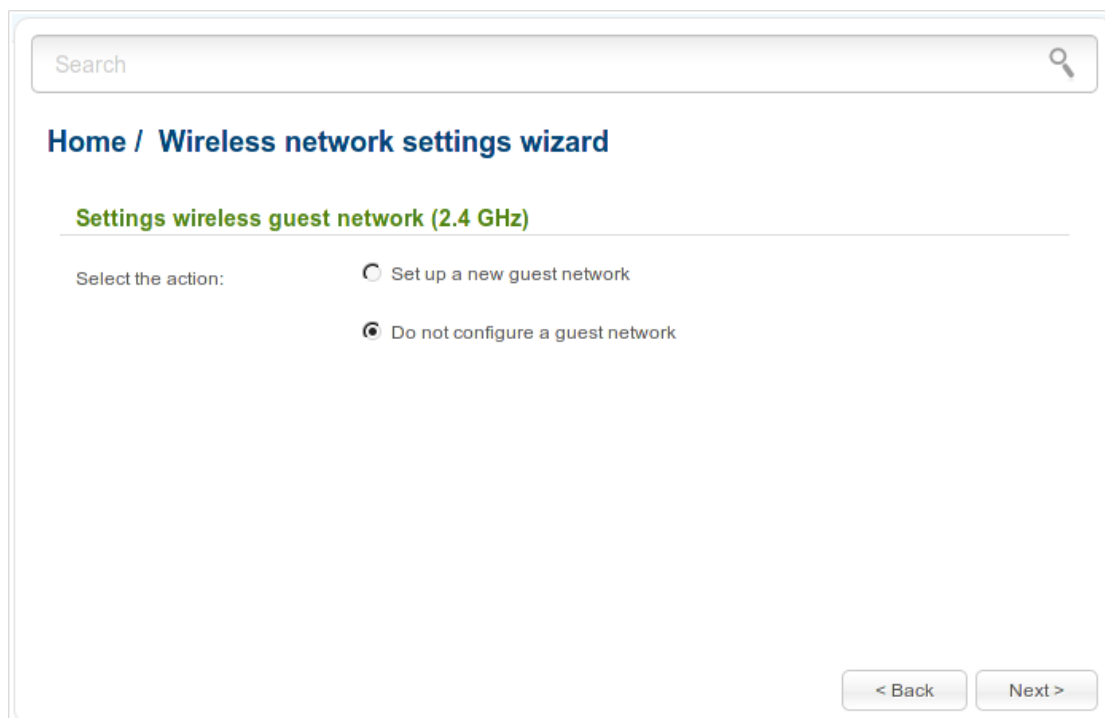 Search
Home /  Wireless network settings wizard
Settings wireless guest network (2.4 GHz)
Select the action:
Set up a new guest network
Do not configure a guest network
< Back
Next >